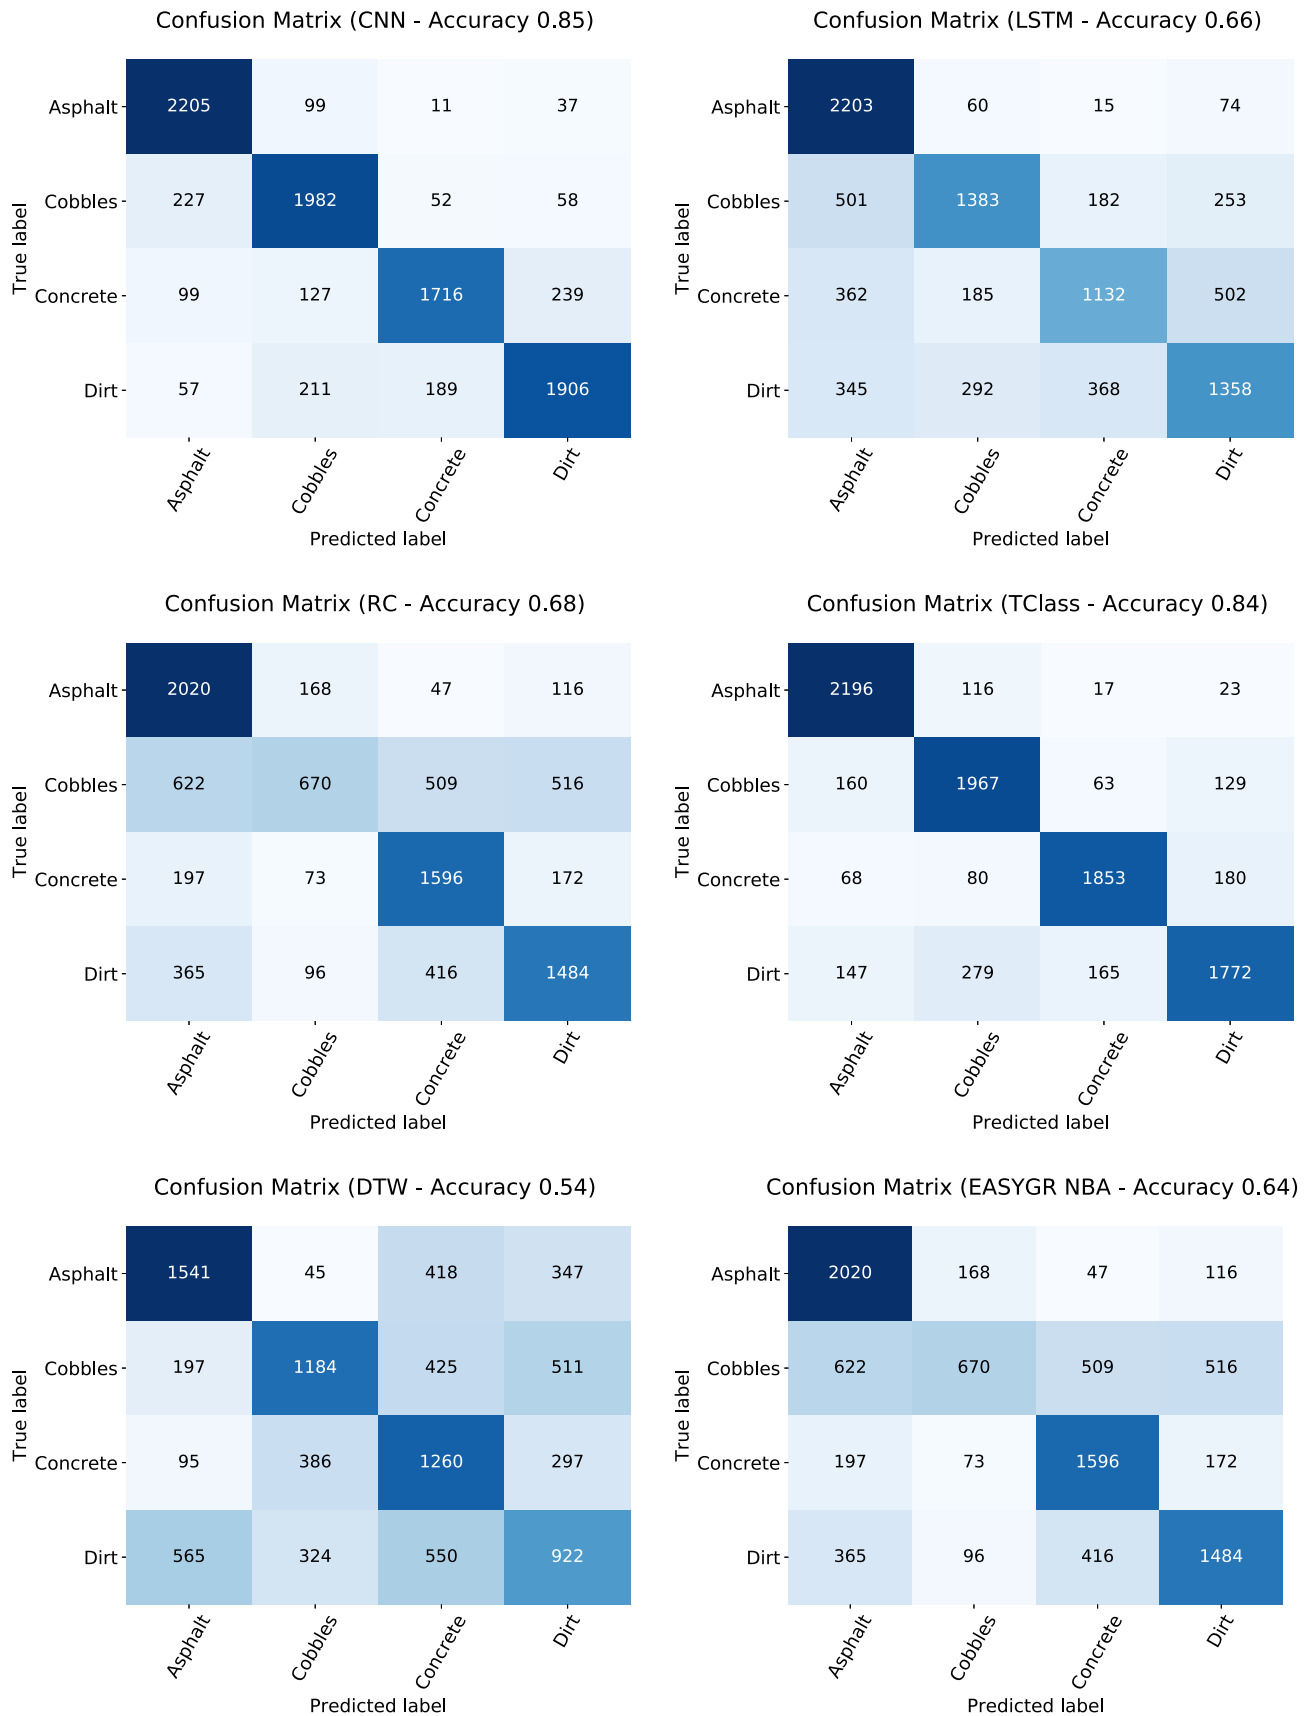 Confusion Matrix (CNN - Accuracy 0.85)
True label
Asphalt 2205 99 11 37
Cobbles 227 1982 52 58
Concrete 99 127 1716 239
Dirt 57 211 189 1906
Asphalt Cobbles Concrete Dirt
Predicted label
Confusion Matrix (LSTM - Accuracy 0.66)
True label
Asphalt 2203 60 15 74
Cobbles 501 1383 182 253
Concrete 362 185 1132 502
Dirt 345 292 368 1358
Asphalt Cobbles Concrete Dirt
Predicted label
Confusion Matrix (RC - Accuracy 0.68)
True label
Asphalt 2020 168 47 116
Cobbles 622 670 509 516
Concrete 197 73 1596 172
Dirt 365 96 416 1484
Asphalt Cobbles Concrete Dirt
Predicted label
Confusion Matrix (TClass - Accuracy 0.84)
True label
Asphalt 2196 116 17 23
Cobbles 160 1967 63 129
Concrete 68 80 1853 180
Dirt 147 279 165 1772
Asphalt Cobbles Concrete Dirt
Predicted label
Confusion Matrix (DTW - Accuracy 0.54)
True label
Asphalt 1541 45 418 347
Cobbles 197 1184 425 511
Concrete 95 386 1260 297
Dirt 565 324 550 922
Asphalt Cobbles Concrete Dirt
Predicted label
Confusion Matrix (EASYGR NBA - Accuracy 0.64)
True label
Asphalt 2020 168 47 116
Cobbles 622 670 509 516
Concrete 197 73 1596 172
Dirt 365 96 416 1484
Asphalt Cobbles Concrete Dirt
Predicted label